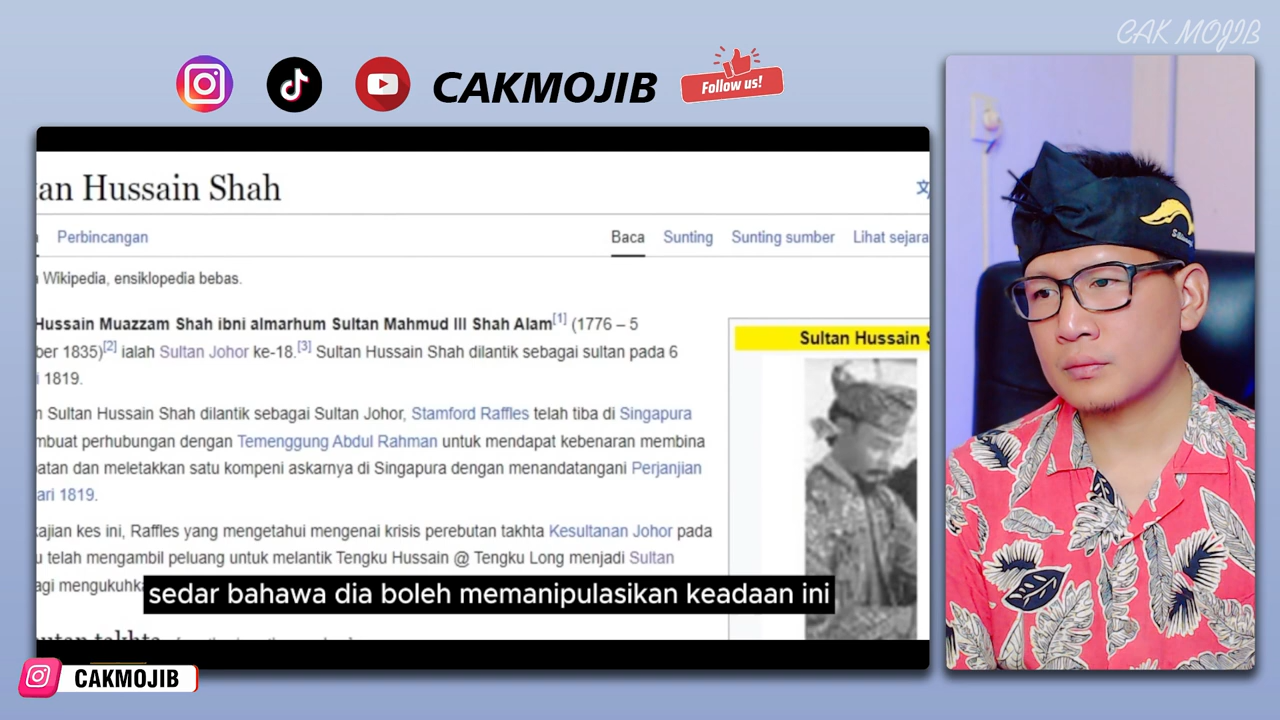 CAK MOJIB
CAKMOJIB
Follow us!
tan Hussain Shah
Perbincangan
Baca
Sunting
Sunting sumber
Lihat sejara
Wikipedia, ensiklopedia bebas.
Hussain Muazzam Shah ibni almarhum Sultan Mahmud III Shah Alam[1] (1776 – 5
ber 1835)[2] ialah Sultan Johor ke-18.[3] Sultan Hussain Shah dilantik sebagai sultan pada 6
1819.
Sultan Hussain Shah dilantik sebagai Sultan Johor, Stamford Raffles telah tiba di Singapura
mbuat perhubungan dengan Temenggung Abdul Rahman untuk mendapat kebenaran membina
atan dan meletakkan satu kompeni askarnya di Singapura dengan menandatangani Perjanjian
ari 1819.
kajian kes ini, Raffles yang mengetahui mengenai krisis perebutan takhta Kesultanan Johor pada
u telah mengambil peluang untuk melantik Tengku Hussain @ Tengku Long menjadi Sultan
agi mengukuhk
Sultan Hussain S
sedar bahawa dia boleh memanipulasikan keadaan ini
CAKMOJIB